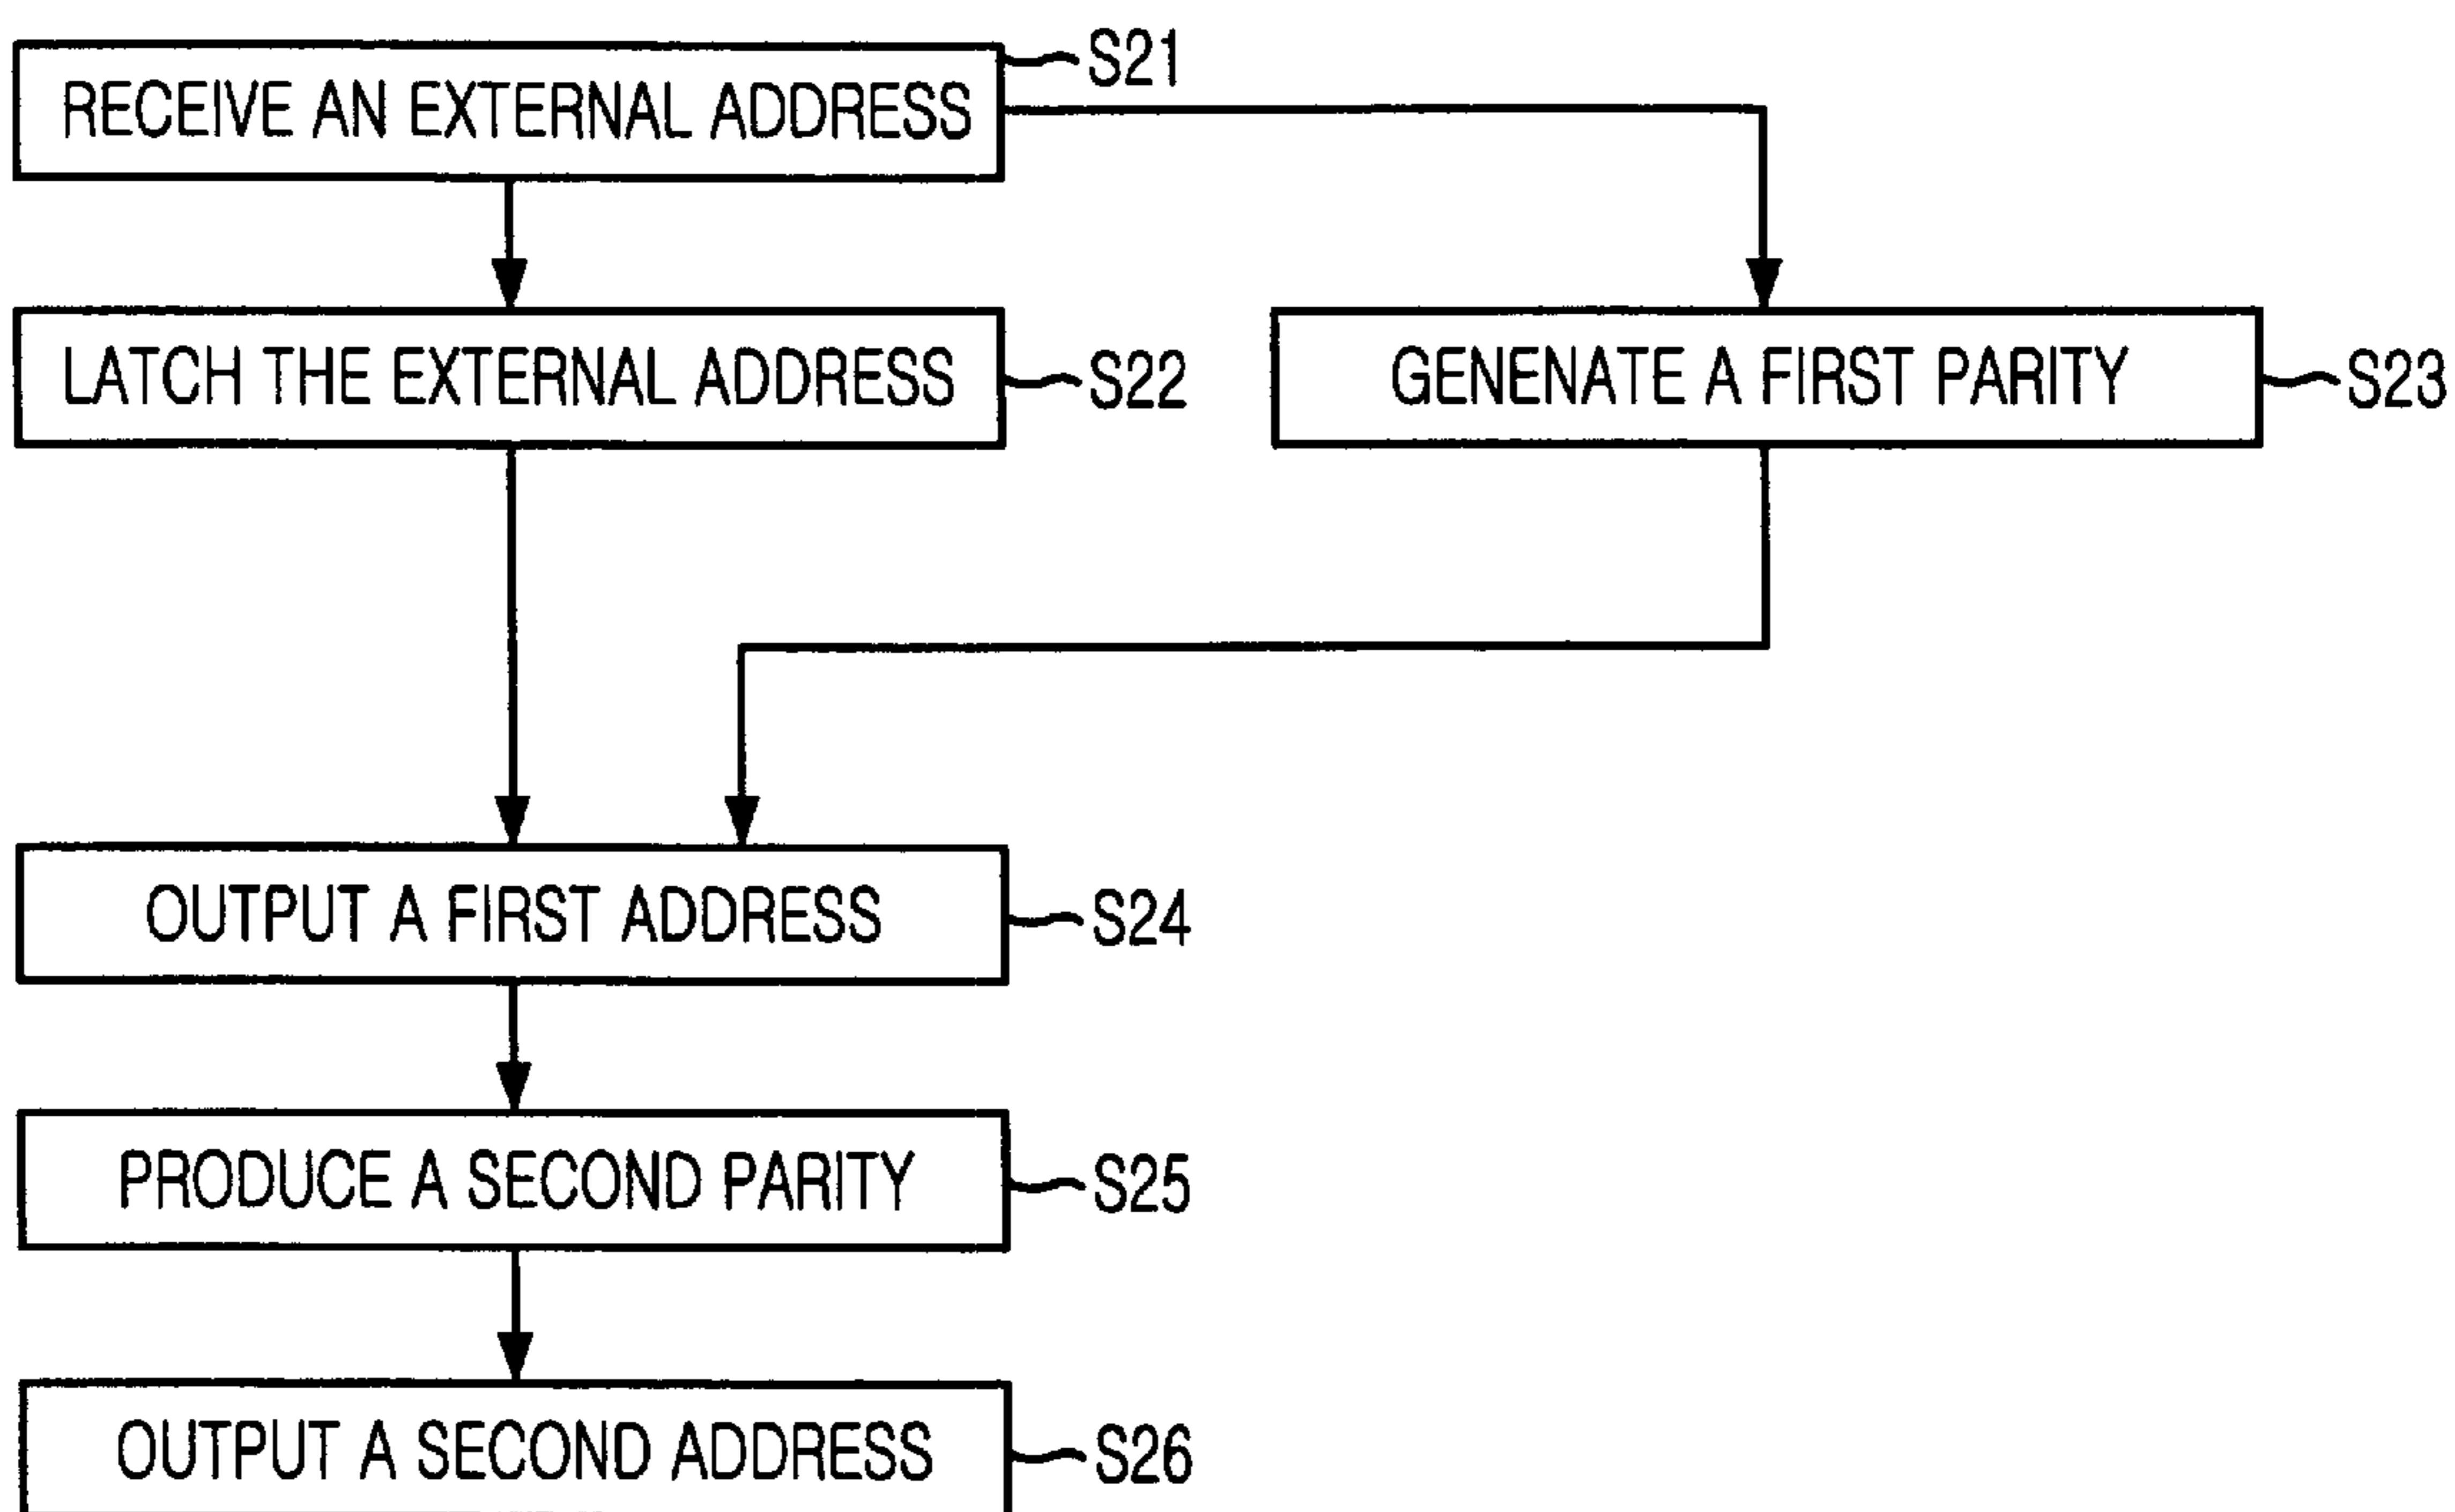 RECEIVE AN EXTERNAL ADDRESS
S21
LATCH THE EXTERNAL ADDRESS
S22
GENENATE A FIRST PARITY
S23
OUTPUT A FIRST ADDRESS
S24
PRODUCE A SECOND PARITY
S25
OUTPUT A SECOND ADDRESS
S26